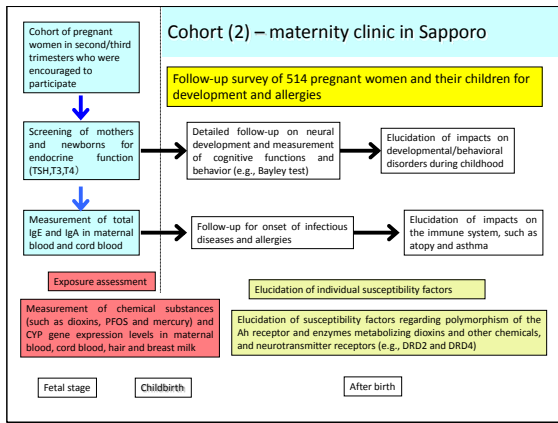 Cohort of pregnant
women in second/third
trimesters who were
encouraged to
participate
Cohort (2) – maternity clinic in Sapporo
Follow-up survey of 514 pregnant women and their children for
development and allergies
Screening of mothers
and newborns for
endocrine function
(TSH,T3,T4)
Detailed follow-up on neural
development and measurement
of cognitive functions and
behavior (e.g., Bayley test)
Elucidation of impacts on
developmental/behavioral
disorders during childhood
Measurement of total
IgE and IgA in maternal
blood and cord blood
Follow-up for onset of infectious
diseases and allergies
Elucidation of impacts on
the immune system, such as
atopy and asthma
Exposure assessment
Elucidation of individual susceptibility factors
Measurement of chemical substances
(such as dioxins, PFOS and mercury) and
CYP gene expression levels in maternal
blood, cord blood, hair and breast milk
Elucidation of susceptibility factors regarding polymorphism of the
Ah receptor and enzymes metabolizing dioxins and other chemicals,
and neurotransmitter receptors (e.g., DRD2 and DRD4)
Fetal stage
Childbirth
After birth